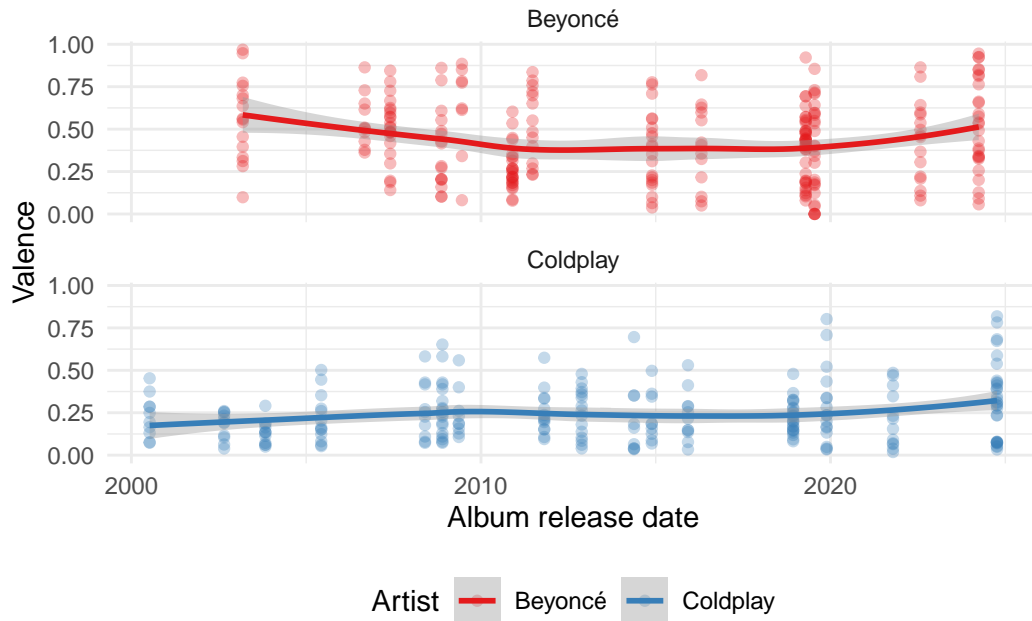 Beyoncé
1.00
0.75
0.50
0.25
0.00
Coldplay
1.00
0.75
0.50
0.25
0.00
Valence
2000 2010 2020
Album release date
Artist Beyoncé Coldplay